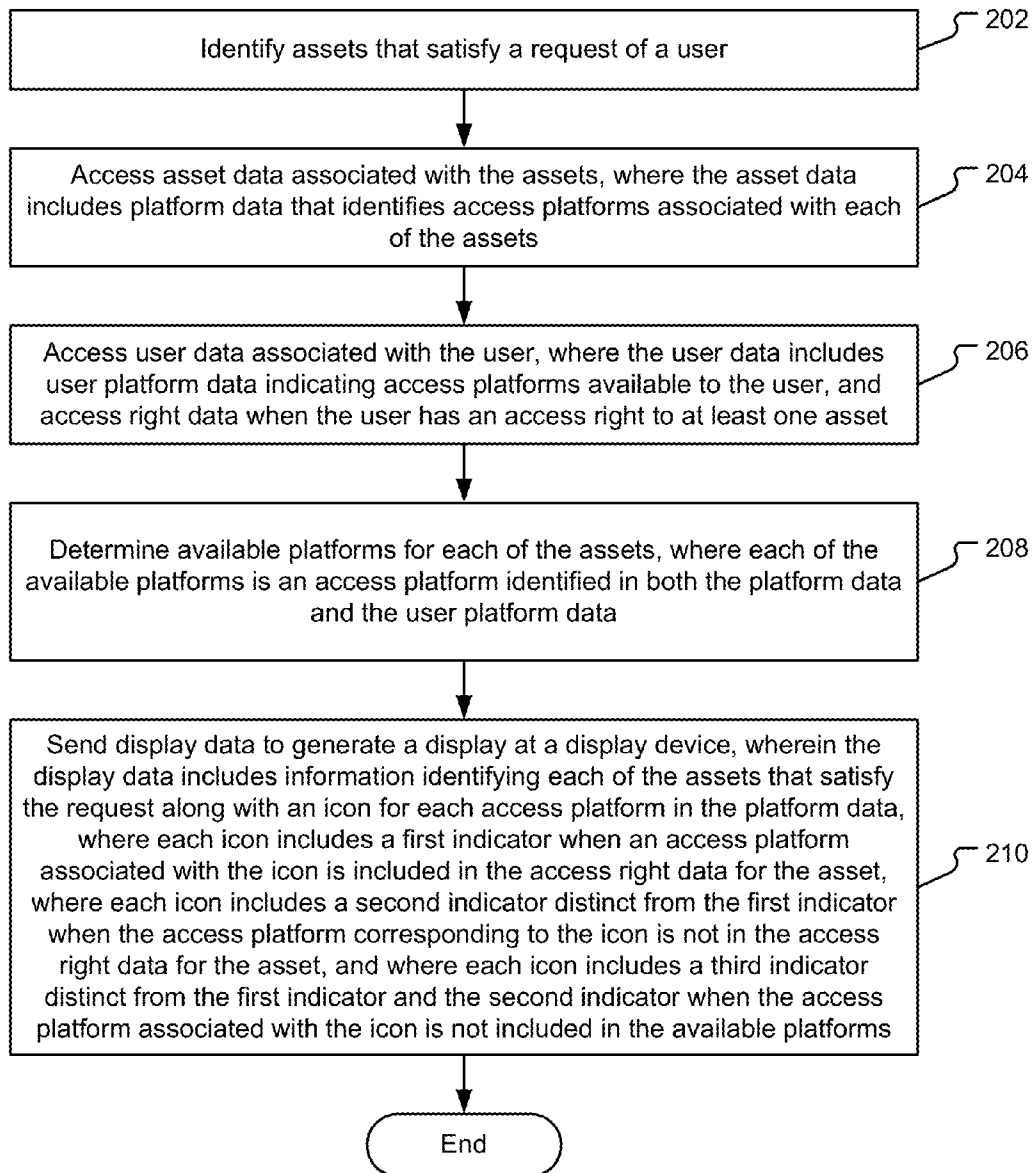 Identify assets that satisfy a request of a user
202
Access asset data associated with the assets, where the asset data
includes platform data that identifies access platforms associated with each
of the assets
204
Access user data associated with the user, where the user data includes
user platform data indicating access platforms available to the user, and
access right data when the user has an access right to at least one asset
206
Determine available platforms for each of the assets, where each of the
available platforms is an access platform identified in both the platform data
and the user platform data
208
Send display data to generate a display at a display device, wherein the
display data includes information identifying each of the assets that satisfy
the request along with an icon for each access platform in the platform data,
where each icon includes a first indicator when an access platform
associated with the icon is included in the access right data for the asset,
where each icon includes a second indicator distinct from the first indicator
when the access platform corresponding to the icon is not in the access
right data for the asset, and where each icon includes a third indicator
distinct from the first indicator and the second indicator when the access
platform associated with the icon is not included in the available platforms
210
End